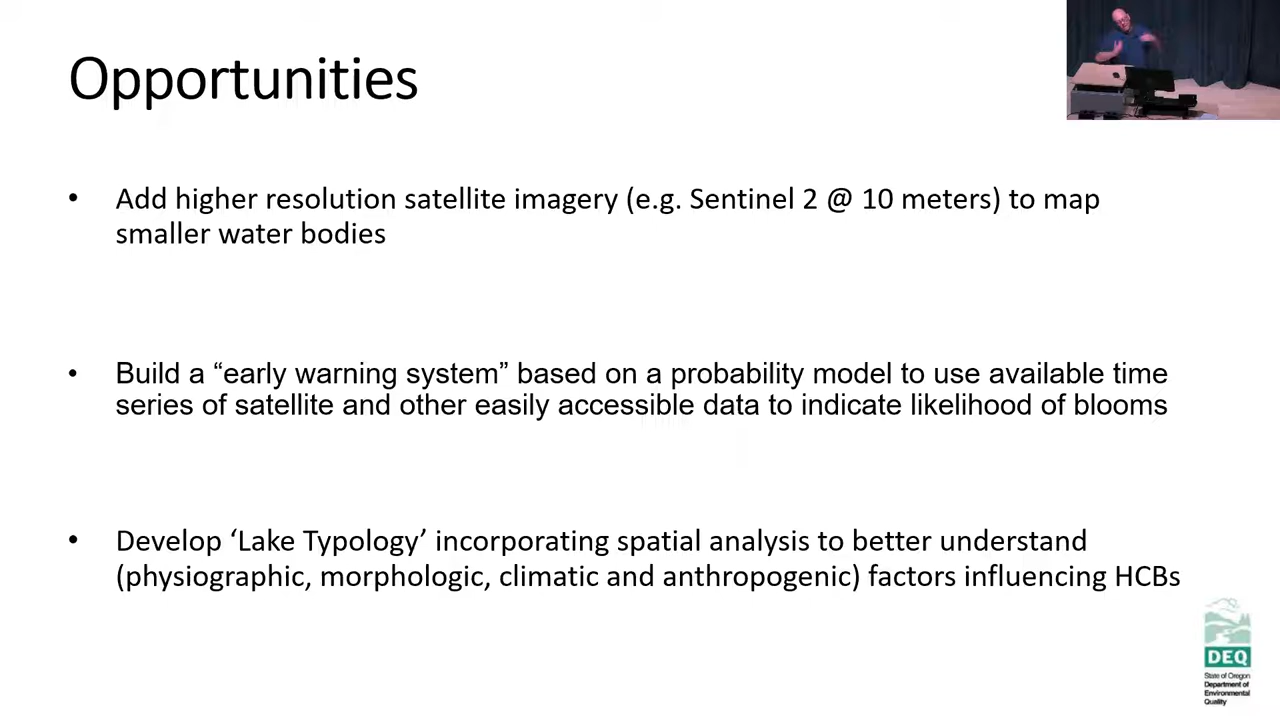 Opportunities
• Add higher resolution satellite imagery (e.g. Sentinel 2 @ 10 meters) to map
smaller water bodies
• Build a “early warning system” based on a probability model to use available time
series of satellite and other easily accessible data to indicate likelihood of blooms
• Develop ‘Lake Typology’ incorporating spatial analysis to better understand
(physiographic, morphologic, climatic and anthropogenic) factors influencing HCBs
DEQ
State of Oregon
Department of
Environmental
Quality